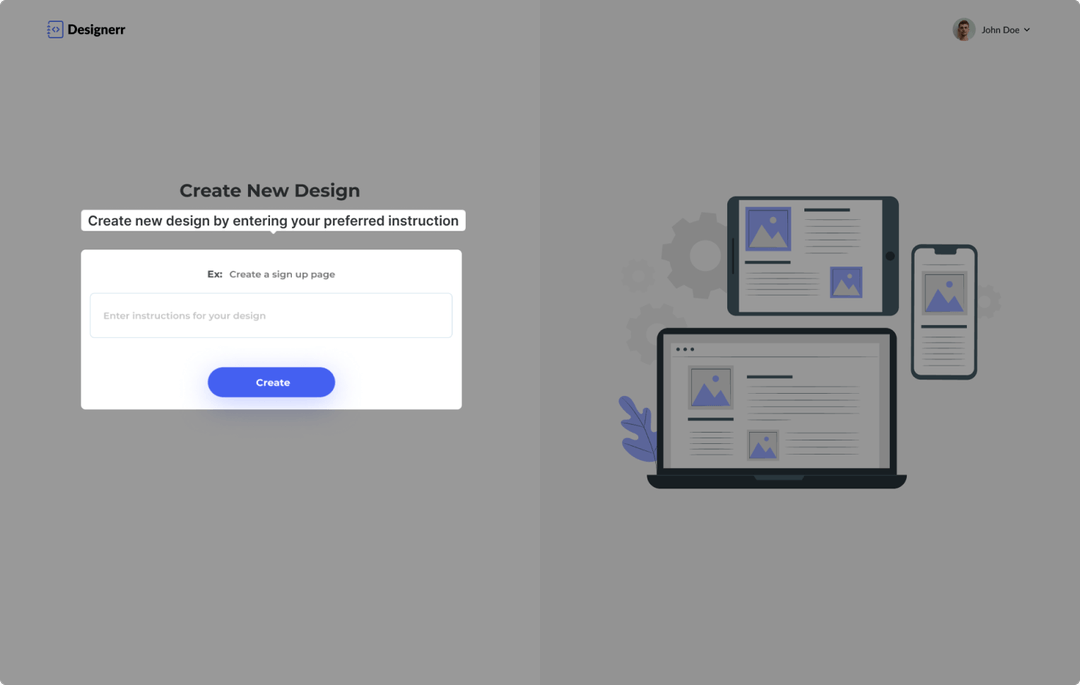 Designerr
John Doe
Create New Design
Create new design by entering your preferred instruction
Ex: Create a sign up page
Enter instructions for your design
Create